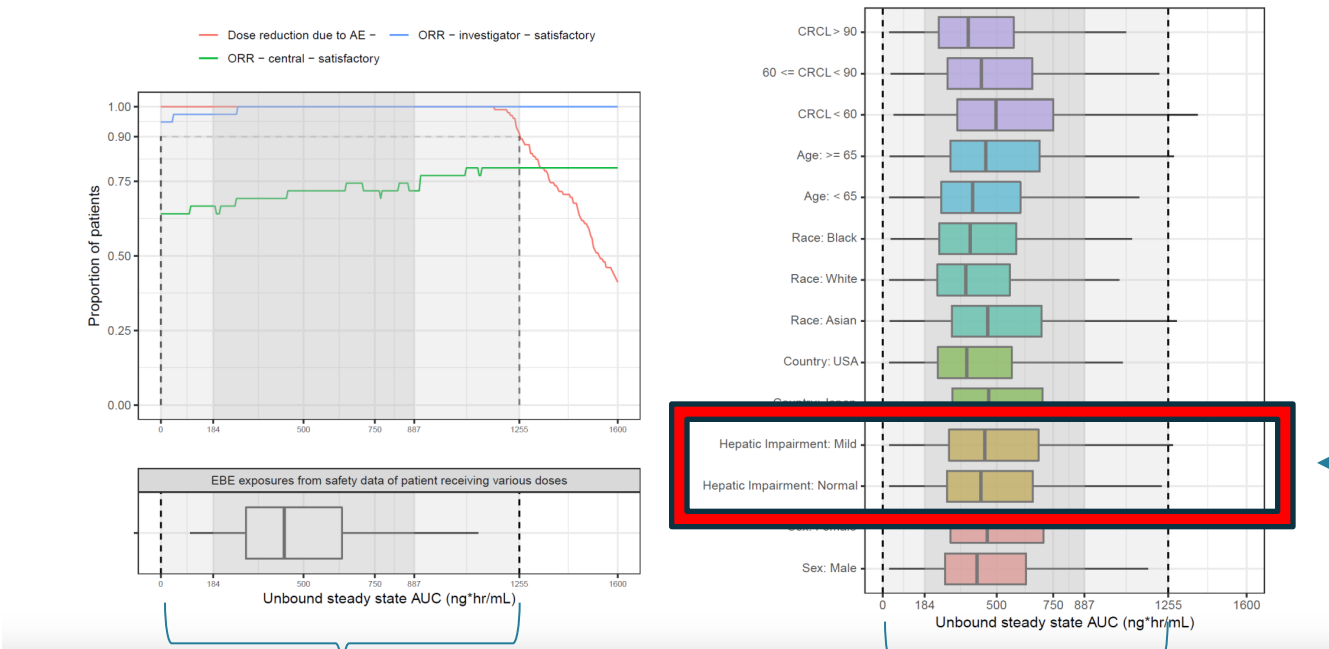 Dose reduction due to AE − ORR − investigator − satisfactory
ORR − central − satisfactory
Proportion of patients
1.00
0.90
0.75
0.50
0.25
0.00
0 184 500 750 887 1255 1600
EBE exposures from safety data of patient receiving various doses
0 184 500 750 887 1255 1600
Unbound steady state AUC (ng*hr/mL)
CRCL > 90
60 <= CRCL < 90
CRCL < 60
Age: >= 65
Age: < 65
Race: Black
Race: White
Race: Asian
Country: USA
Country: Japan
Hepatic Impairment: Mild
Hepatic Impairment: Normal
Sex: Female
Sex: Male
0 184 500 750 887 1255 1600
Unbound steady state AUC (ng*hr/mL)